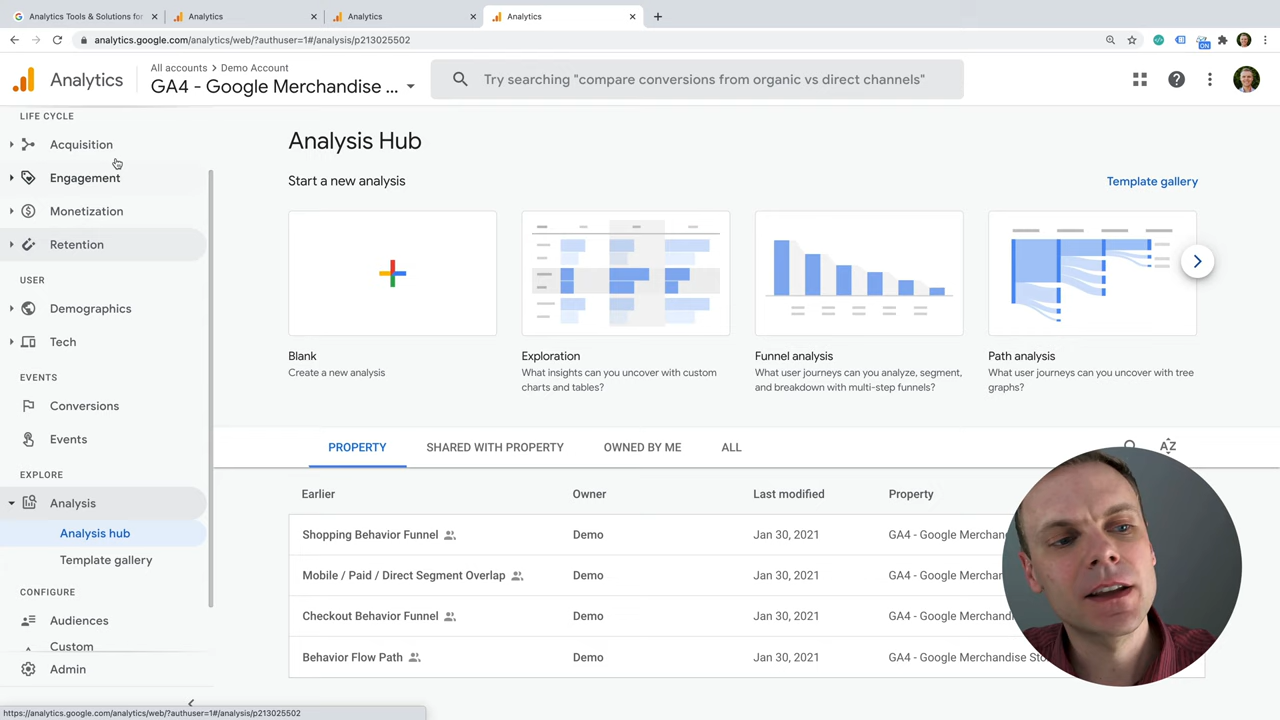 Analytics Tools & Solutions for
Analytics
Analytics
Analytics
analytics.google.com/analytics/web/?authuser=1#/analysis/p213025502
ON
Analytics
All accounts > Demo Account
GA4 - Google Merchandise ...
Try searching "compare conversions from organic vs direct channels"
LIFE CYCLE
Acquisition
Engagement
Monetization
Retention
USER
Demographics
Tech
EVENTS
Conversions
Events
EXPLORE
Analysis
Analysis hub
Template gallery
CONFIGURE
Audiences
Custom
Admin
Analysis Hub
Start a new analysis
Template gallery
Blank
Create a new analysis
Exploration
What insights can you uncover with custom
charts and tables?
Funnel analysis
What user journeys can you analyze, segment,
and breakdown with multi-step funnels?
Path analysis
What user journeys can you uncover with tree
graphs?
PROPERTY
SHARED WITH PROPERTY
OWNED BY ME
ALL
AZ
Earlier
Owner
Last modified
Property
Shopping Behavior Funnel
Demo
Jan 30, 2021
GA4 - Google Merchan
Mobile / Paid / Direct Segment Overlap
Demo
Jan 30, 2021
GA4 - Google Merchan
Checkout Behavior Funnel
Demo
Jan 30, 2021
GA4 - Google Merchan
Behavior Flow Path
Demo
Jan 30, 2021
GA4 - Google Merchandise Sto
https://analytics.google.com/analytics/web/?authuser=1#/analysis/p213025502